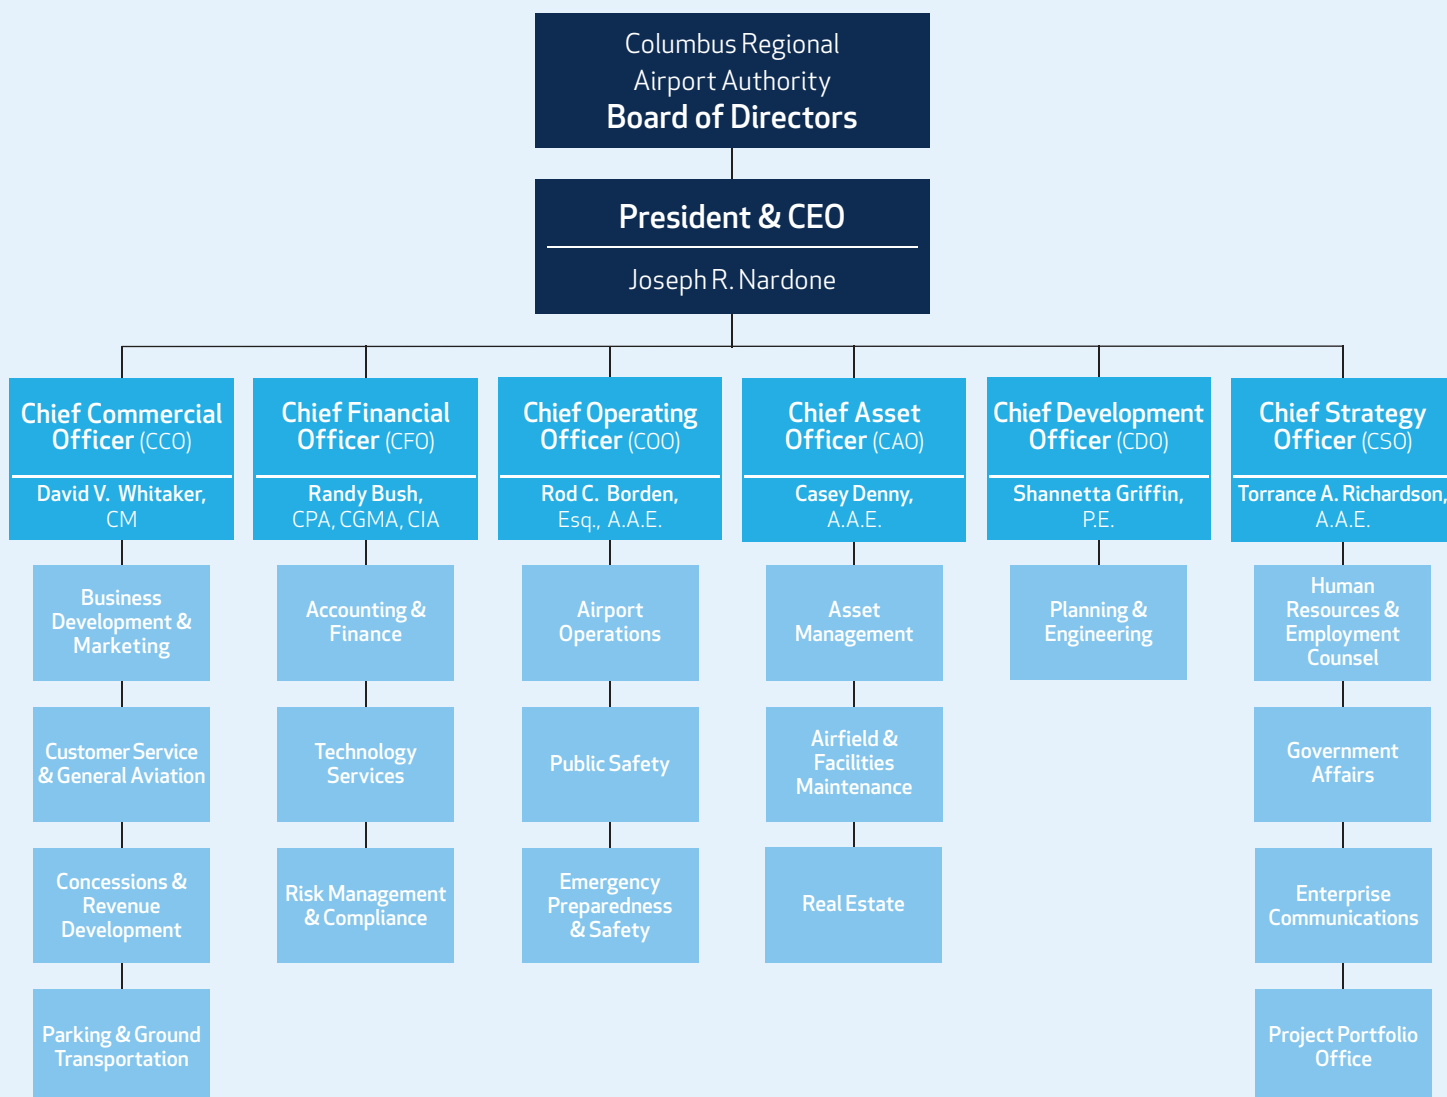 Columbus Regional
Airport Authority
Board of Directors
President & CEO
Joseph R. Nardone
Chief Commercial
Officer (CCO)
David V. Whitaker,
CM
Business
Development &
Marketing
Customer Service
& General Aviation
Concessions &
Revenue
Development
Parking & Ground
Transportation
Chief Financial
Officer (CFO)
Randy Bush,
CPA, CGMA, CIA
Accounting &
Finance
Technology
Services
Risk Management
& Compliance
Chief Operating
Officer (COO)
Rod C. Borden,
Esq., A.A.E.
Airport
Operations
Public Safety
Emergency
Preparedness
& Safety
Chief Asset
Officer (CAO)
Casey Denny,
A.A.E.
Asset
Management
Airfield &
Facilities
Maintenance
Real Estate
Chief Development
Officer (CDO)
Shannetta Griffin,
P.E.
Planning &
Engineering
Chief Strategy
Officer (CSO)
Torrance A. Richardson,
A.A.E.
Human
Resources &
Employment
Counsel
Government
Affairs
Enterprise
Communications
Project Portfolio
Office